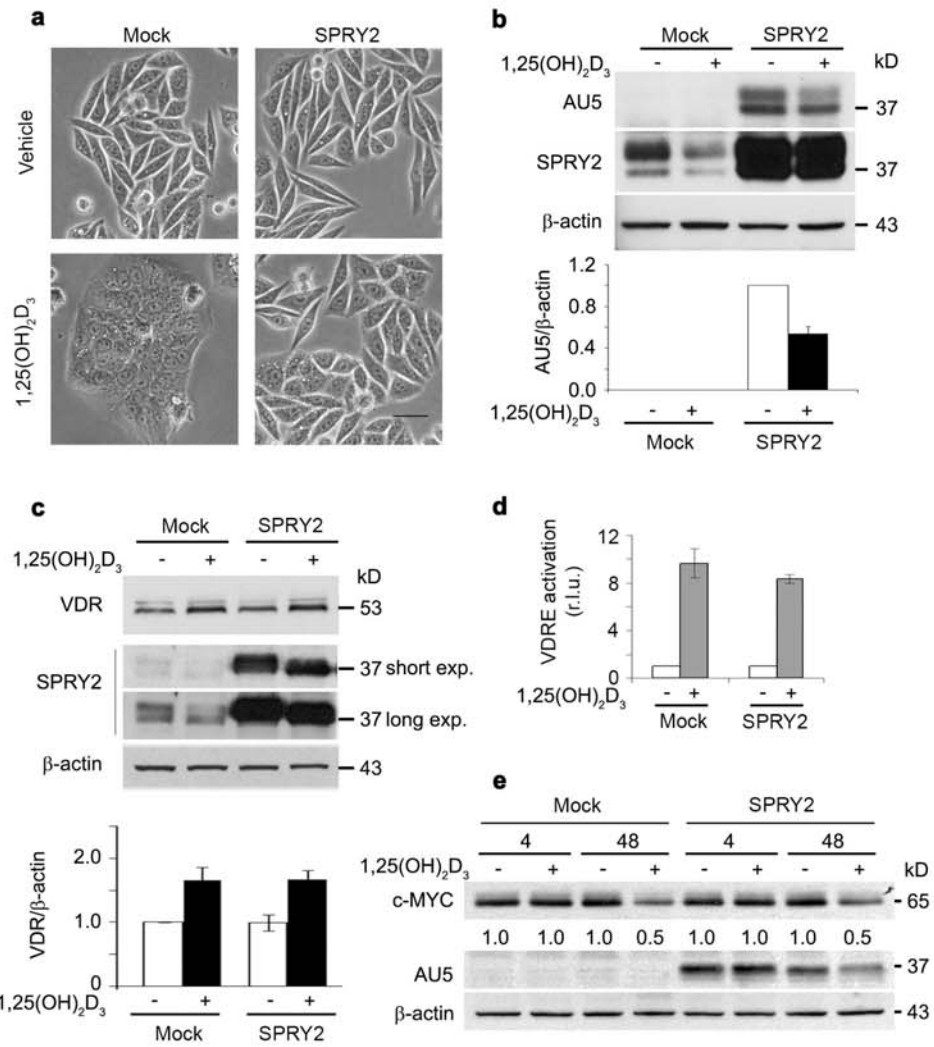 a
Mock SPRY2
Vehicle
1,25(OH)2D3
b
Mock SPRY2
1,25(OH)2D3 - + - + kD
AU5 37
SPRY2 37
β-actin 43
AU5/β-actin
1.2
0.8
0.4
0.0
1,25(OH)2D3 - + - +
Mock SPRY2
c
Mock SPRY2
1,25(OH)2D3 - + - + kD
VDR 53
SPRY2
37 short exp.
37 long exp.
β-actin 43
VDR/β-actin
2.0
1.0
0
1,25(OH)2D3 - + - +
Mock SPRY2
d
VDRE activation
(r.l.u.)
12
8
4
0
1,25(OH)2D3 - + - +
Mock SPRY2
e
Mock SPRY2
4 48 4 48
1,25(OH)2D3 - + - + - + - + kD
c-MYC 65
1.0 1.0 1.0 0.5 1.0 1.0 1.0 0.5
AU5 37
β-actin 43